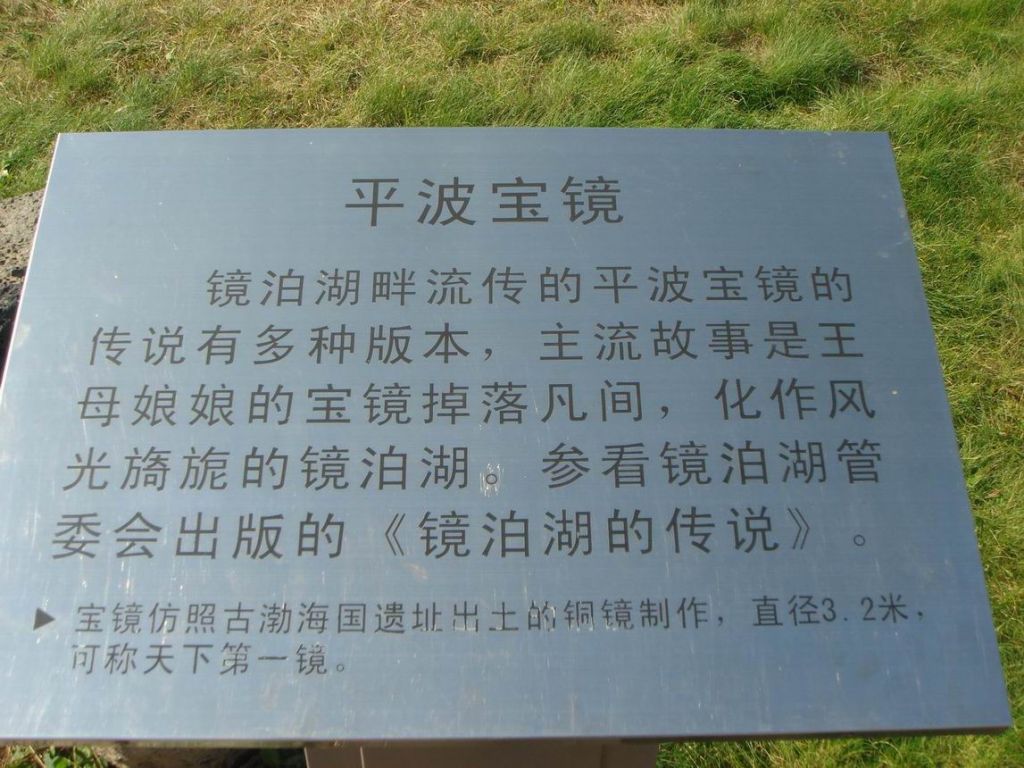 平波宝镜
镜泊湖畔流传的平波宝镜的
传说有多种版本，主流故事是王
母娘娘的宝镜掉落凡间，化作风
光旖旎的镜泊湖。参看镜泊湖管
委会出版的《镜泊湖的传说》。
▶ 宝镜仿照古渤海国遗址出土的铜镜制作，直径3.2米，
可称天下第一镜。